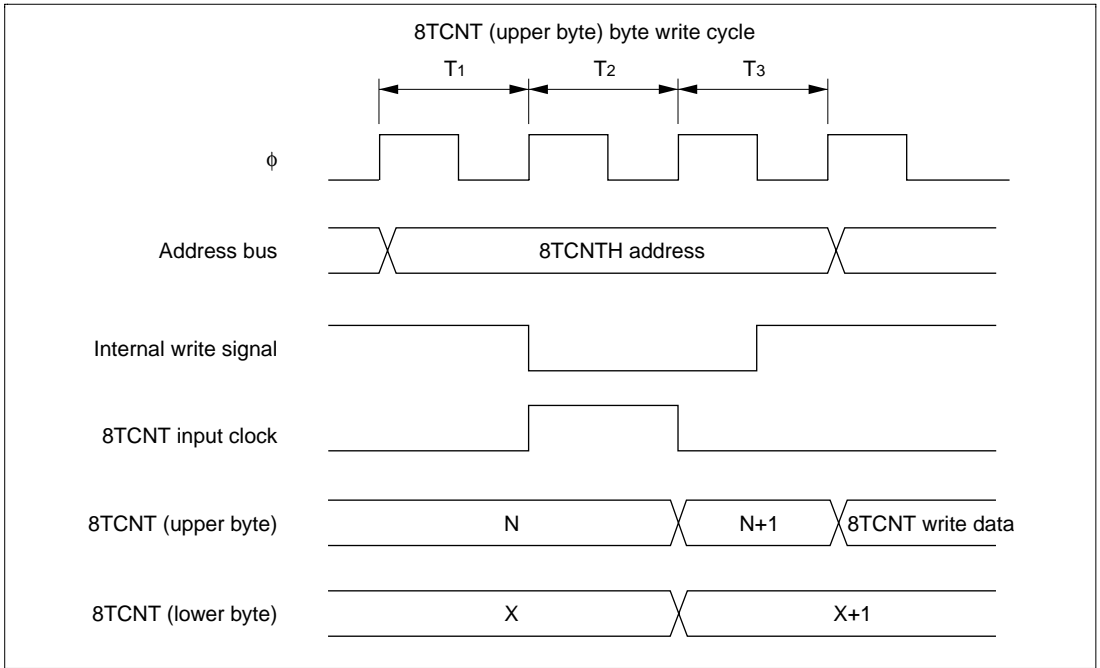 8TCNT (upper byte) byte write cycle
T1 T2 T3
ϕ
Address bus 8TCNTH address
Internal write signal
8TCNT input clock
8TCNT (upper byte) N N+1 8TCNT write data
8TCNT (lower byte) X X+1